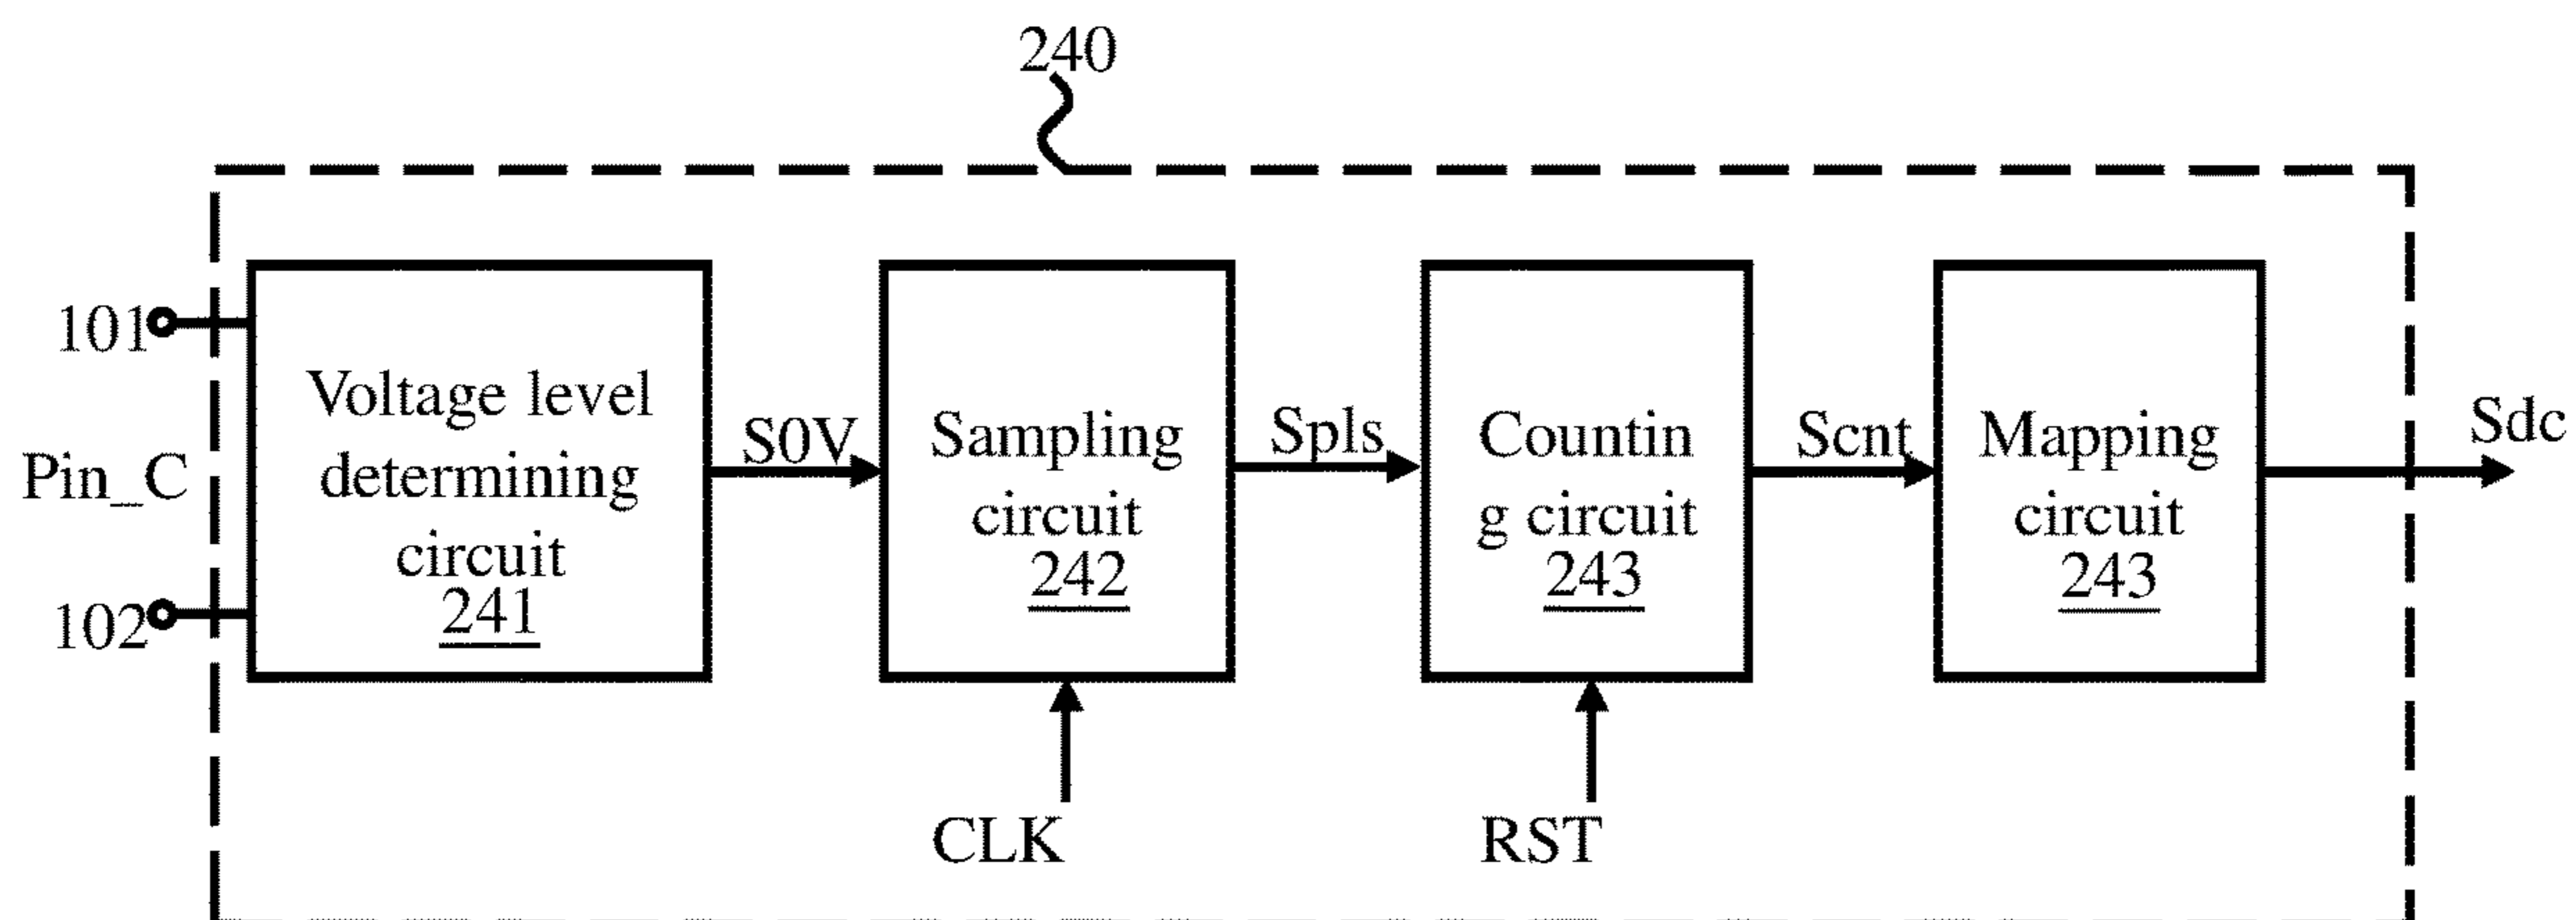 240
101
Pin_C
102
Voltage level
determining
circuit
241
S0V
Sampling
circuit
242
CLK
Spls
Countin
g circuit
243
RST
Scnt
Mapping
circuit
243
Sdc